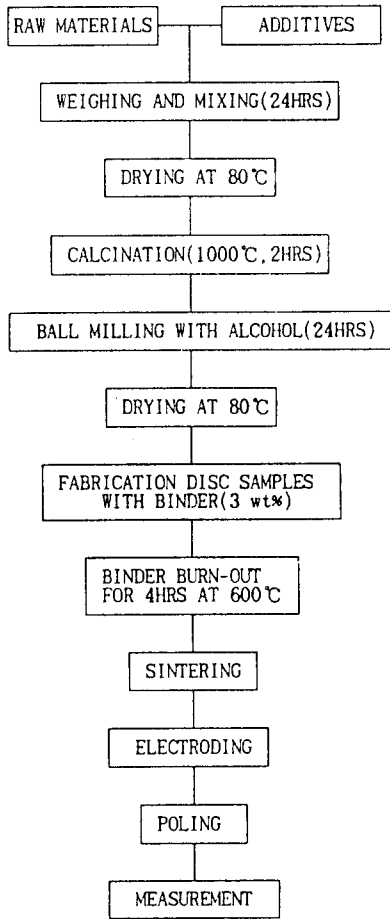 RAW MATERIALS
ADDITIVES
WEIGHING AND MIXING(24HRS)
DRYING AT 80℃
CALCINATION(1000℃,2HRS)
BALL MILLING WITH ALCOHOL(24HRS)
DRYING AT 80℃
FABRICATION DISC SAMPLES
WITH BINDER(3 wt%)
BINDER BURN-OUT
FOR 4HRS AT 600℃
SINTERING
ELECTRODING
POLING
MEASUREMENT